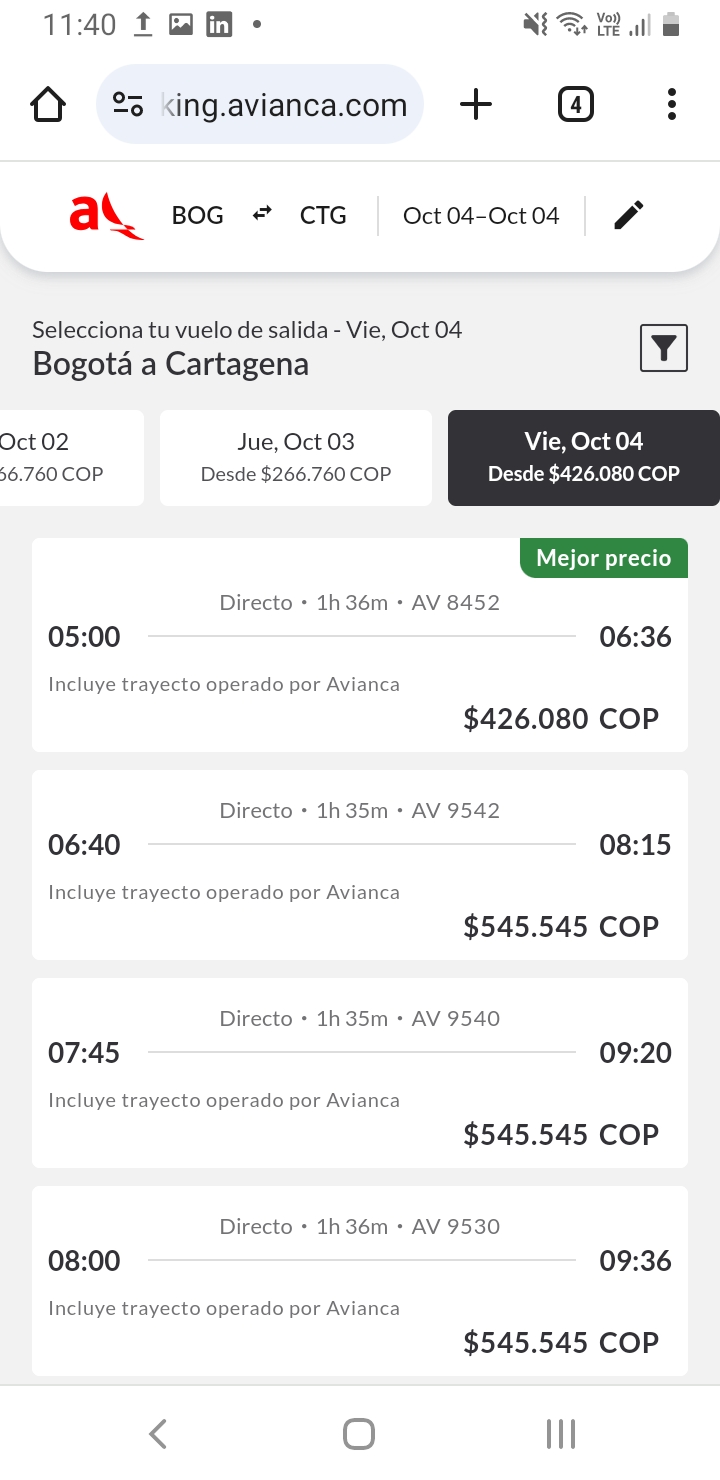 11:40
Vo)) LTE
king.avianca.com
4
BOG CTG Oct 04–Oct 04
Selecciona tu vuelo de salida - Vie, Oct 04
Bogotá a Cartagena
Oct 02
66.760 COP
Jue, Oct 03
Desde $266.760 COP
Vie, Oct 04
Desde $426.080 COP
Mejor precio
Directo • 1h 36m • AV 8452
05:00 06:36
Incluye trayecto operado por Avianca
$426.080 COP
Directo • 1h 35m • AV 9542
06:40 08:15
Incluye trayecto operado por Avianca
$545.545 COP
Directo • 1h 35m • AV 9540
07:45 09:20
Incluye trayecto operado por Avianca
$545.545 COP
Directo • 1h 36m • AV 9530
08:00 09:36
Incluye trayecto operado por Avianca
$545.545 COP